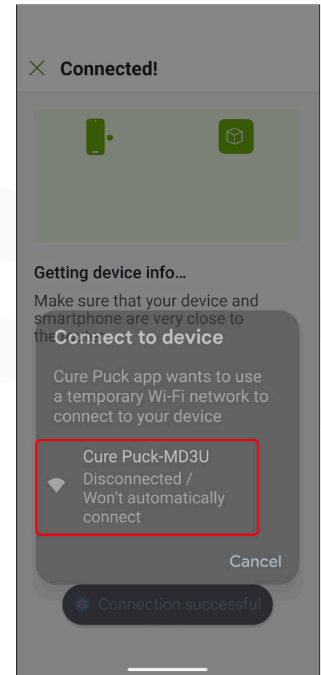 Connected!
Getting device info...
Make sure that your device and
smartphone are very close to
the
Connect to device
Cure Puck app wants to use
a temporary Wi-Fi network to
connect to your device
Cure Puck-MD3U
Disconnected /
Won't automatically
connect
Cancel
Connection successful